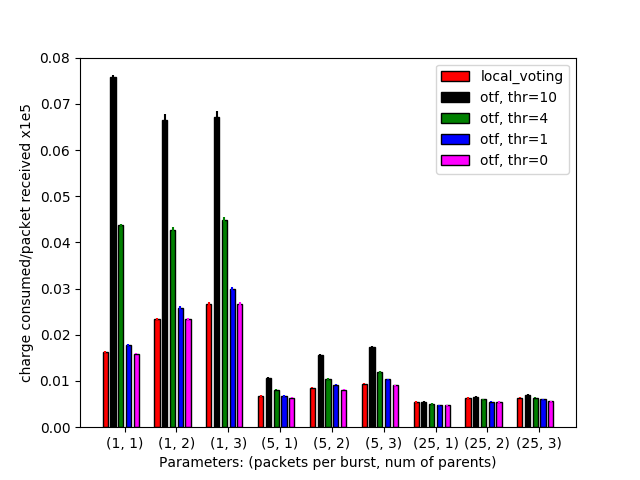 0.08
0.07
0.06
0.05
0.04
0.03
0.02
0.01
0.00
charge consumed/packet received x1e5
local_voting
otf, thr=10
otf, thr=4
otf, thr=1
otf, thr=0
(1, 1) (1, 2) (1, 3) (5, 1) (5, 2) (5, 3) (25, 1) (25, 2) (25, 3)
Parameters: (packets per burst, num of parents)